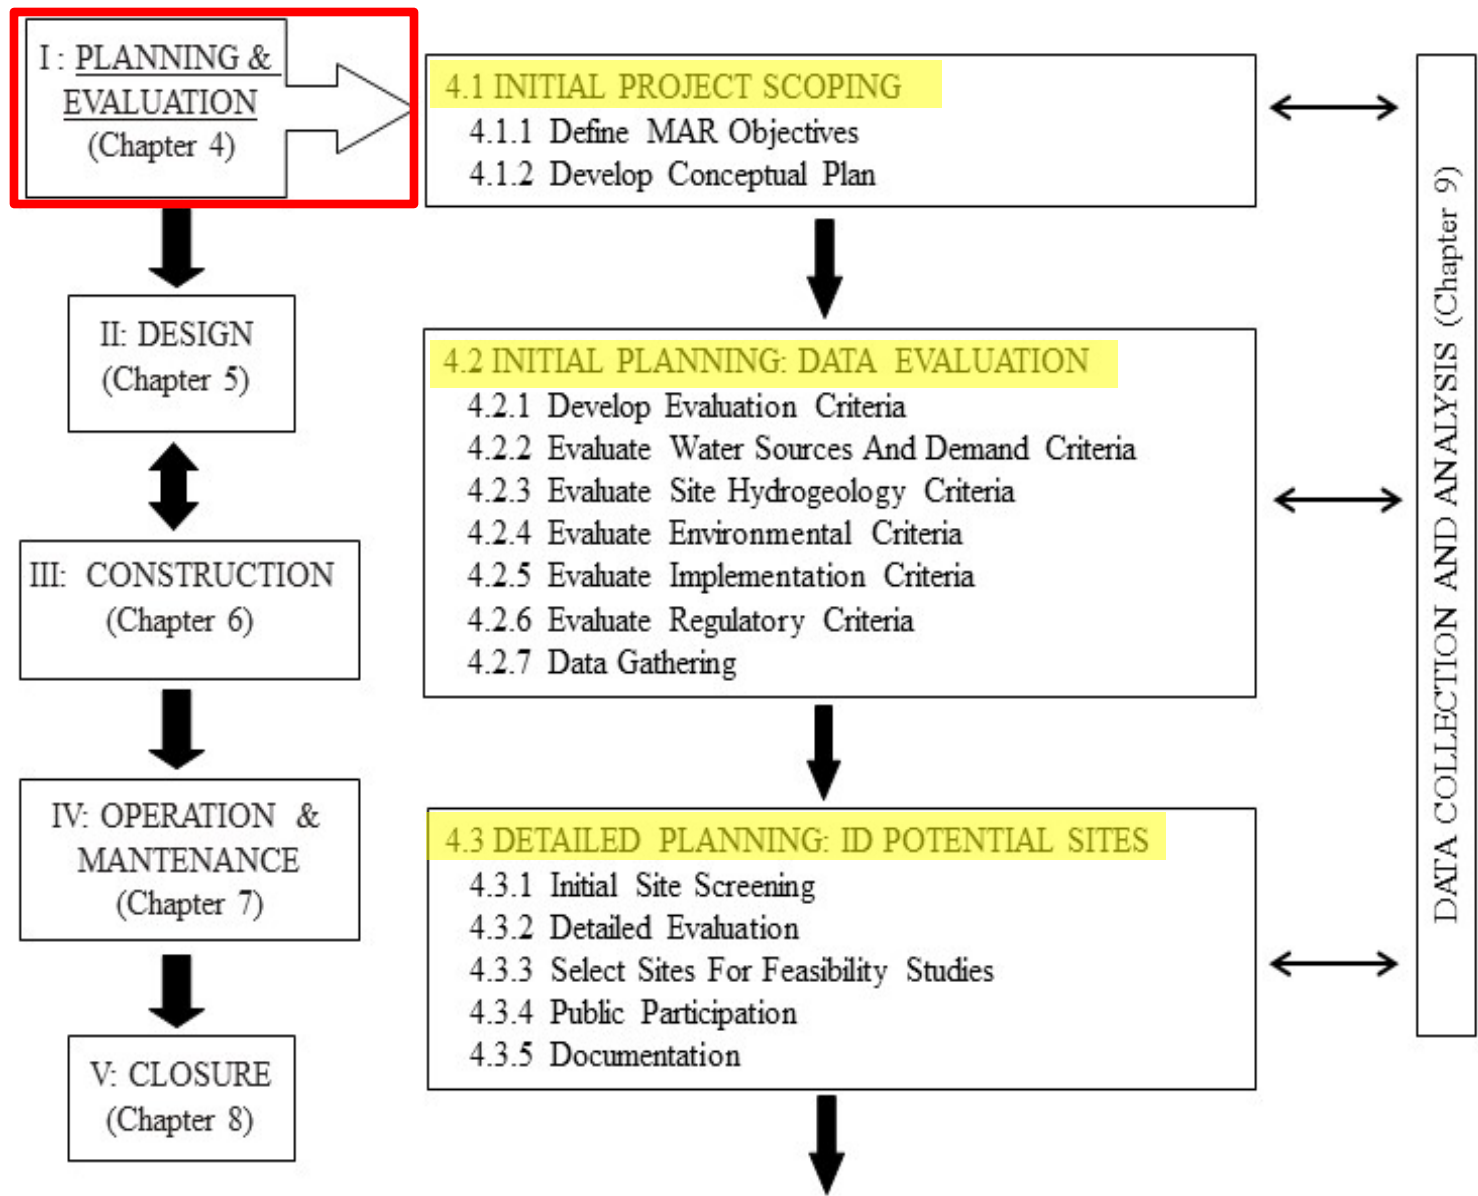 I : PLANNING &
EVALUATION
(Chapter 4)
II: DESIGN
(Chapter 5)
III: CONSTRUCTION
(Chapter 6)
IV: OPERATION &
MANTENANCE
(Chapter 7)
V: CLOSURE
(Chapter 8)
4.1 INITIAL PROJECT SCOPING
4.1.1 Define MAR Objectives
4.1.2 Develop Conceptual Plan
4.2 INITIAL PLANNING: DATA EVALUATION
4.2.1 Develop Evaluation Criteria
4.2.2 Evaluate Water Sources And Demand Criteria
4.2.3 Evaluate Site Hydrogeology Criteria
4.2.4 Evaluate Environmental Criteria
4.2.5 Evaluate Implementation Criteria
4.2.6 Evaluate Regulatory Criteria
4.2.7 Data Gathering
4.3 DETAILED PLANNING: ID POTENTIAL SITES
4.3.1 Initial Site Screening
4.3.2 Detailed Evaluation
4.3.3 Select Sites For Feasibility Studies
4.3.4 Public Participation
4.3.5 Documentation
DATA COLLECTION AND ANALYSIS (Chapter 9)